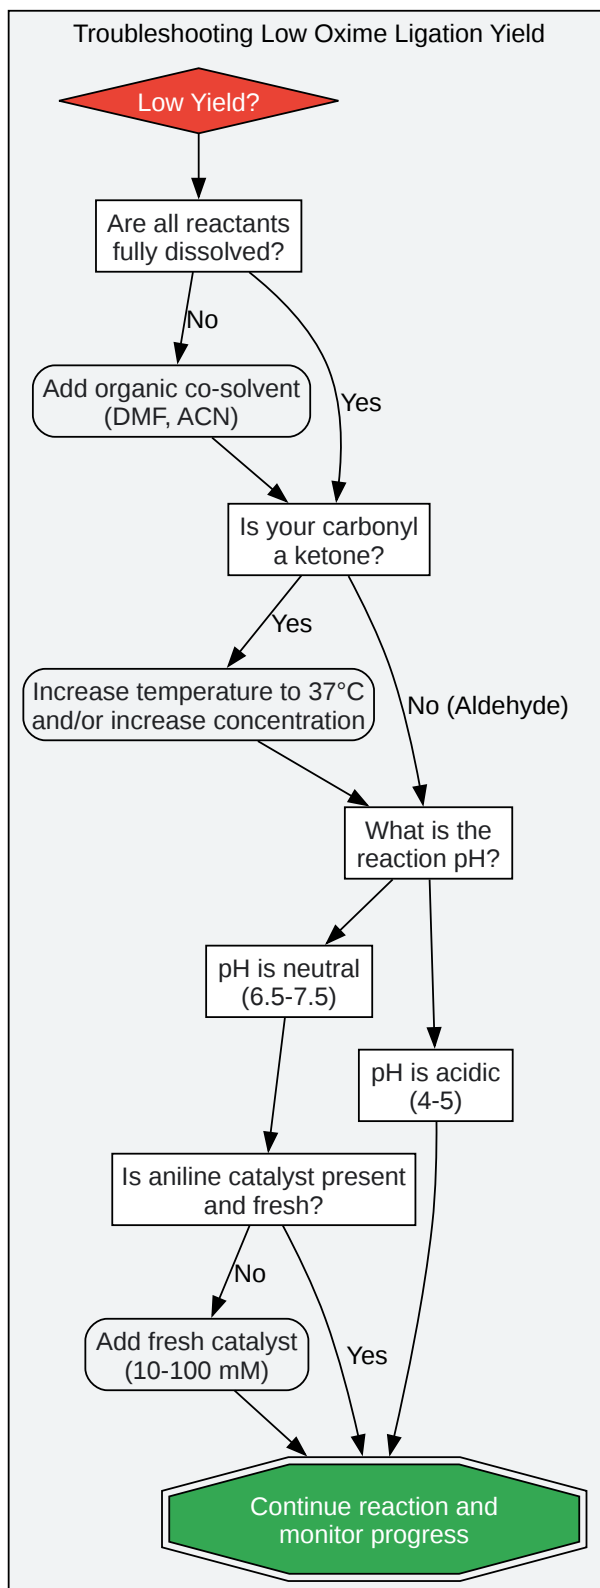 Troubleshooting Low Oxime Ligation Yield
Low Yield?
Are all reactants
fully dissolved?
No
Add organic co-solvent
(DMF, ACN)
Yes
Is your carbonyl
a ketone?
Yes
Increase temperature to 37°C
and/or increase concentration
No (Aldehyde)
What is the
reaction pH?
pH is neutral
(6.5-7.5)
pH is acidic
(4-5)
Is aniline catalyst present
and fresh?
No
Add fresh catalyst
(10-100 mM)
Yes
Continue reaction and
monitor progress